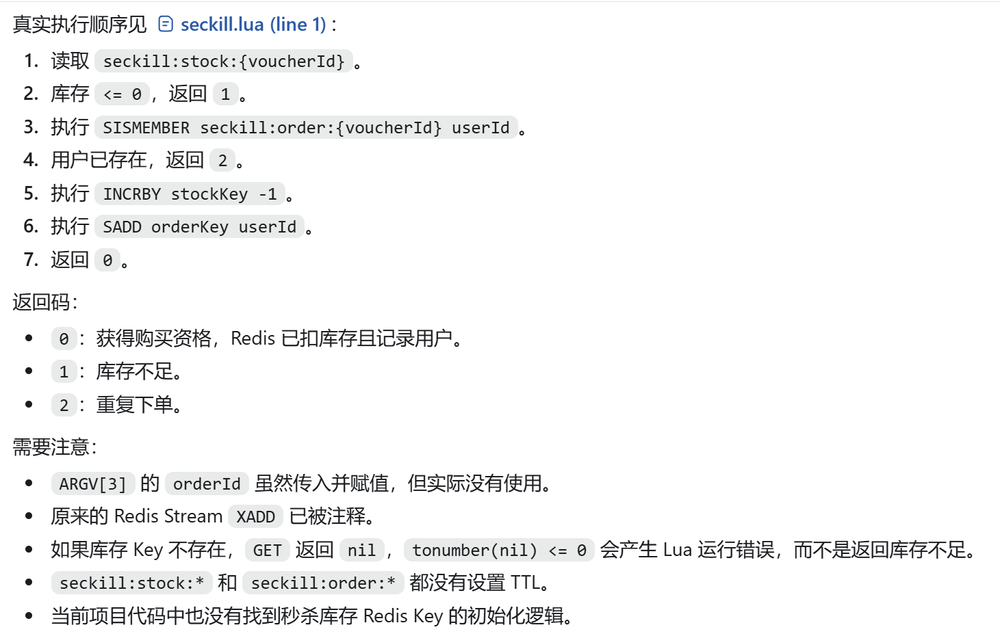 真实执行顺序见 seckill.lua (line 1)：
1. 读取 seckill:stock:{voucherId}。
2. 库存 <= 0，返回 1。
3. 执行 SISMEMBER seckill:order:{voucherId} userId。
4. 用户已存在，返回 2。
5. 执行 INCRBY stockKey -1。
6. 执行 SADD orderKey userId。
7. 返回 0。
返回码：
• 0：获得购买资格，Redis 已扣库存且记录用户。
• 1：库存不足。
• 2：重复下单。
需要注意：
• ARGV[3] 的 orderId 虽然传入并赋值，但实际没有使用。
• 原来的 Redis Stream XADD 已被注释。
• 如果库存 Key 不存在，GET 返回 nil，tonumber(nil) <= 0 会产生 Lua 运行错误，而不是返回库存不足。
• seckill:stock:* 和 seckill:order:* 都没有设置 TTL。
• 当前项目代码中也没有找到秒杀库存 Redis Key 的初始化逻辑。